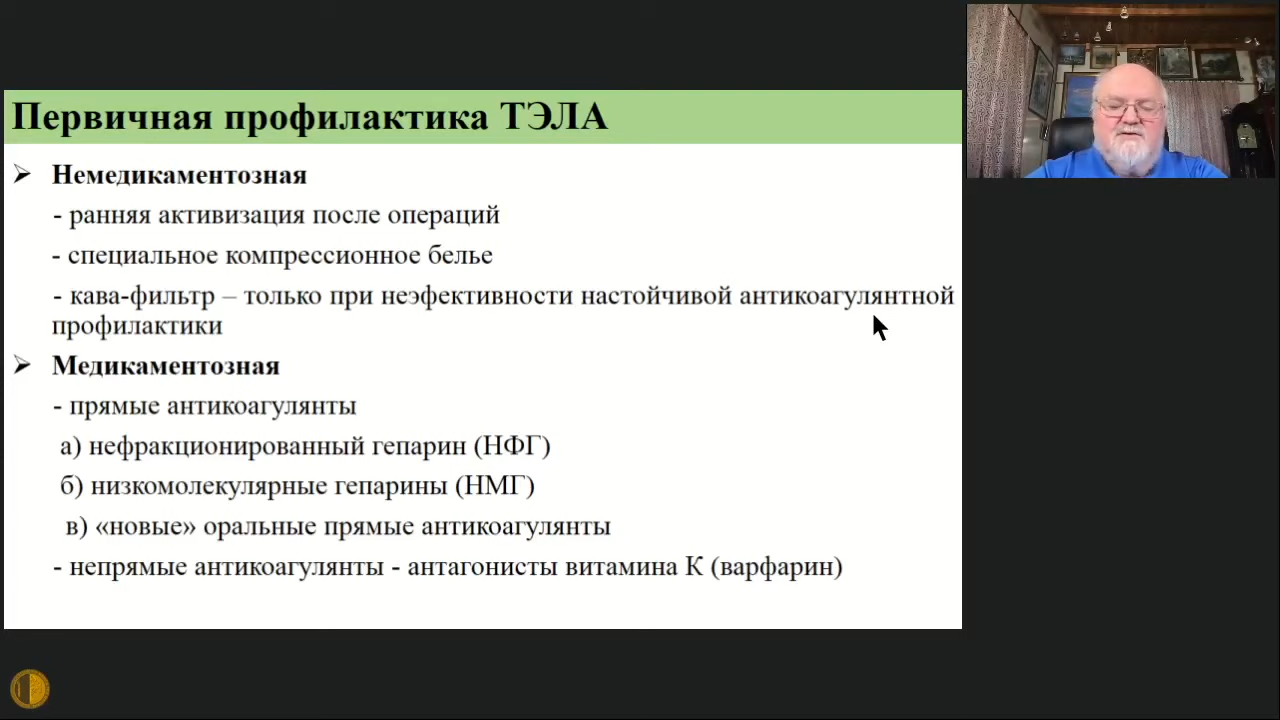 Первичная профилактика ТЭЛА
Немедикаментозная
- ранняя активизация после операций
- специальное компрессионное белье
- кава-фильтр – только при неэфективности настойчивой антикоагулянтной
профилактики
Медикаментозная
- прямые антикоагулянты
а) нефракционированный гепарин (НФГ)
б) низкомолекулярные гепарины (НМГ)
в) «новые» оральные прямые антикоагулянты
- непрямые антикоагулянты - антагонисты витамина К (варфарин)